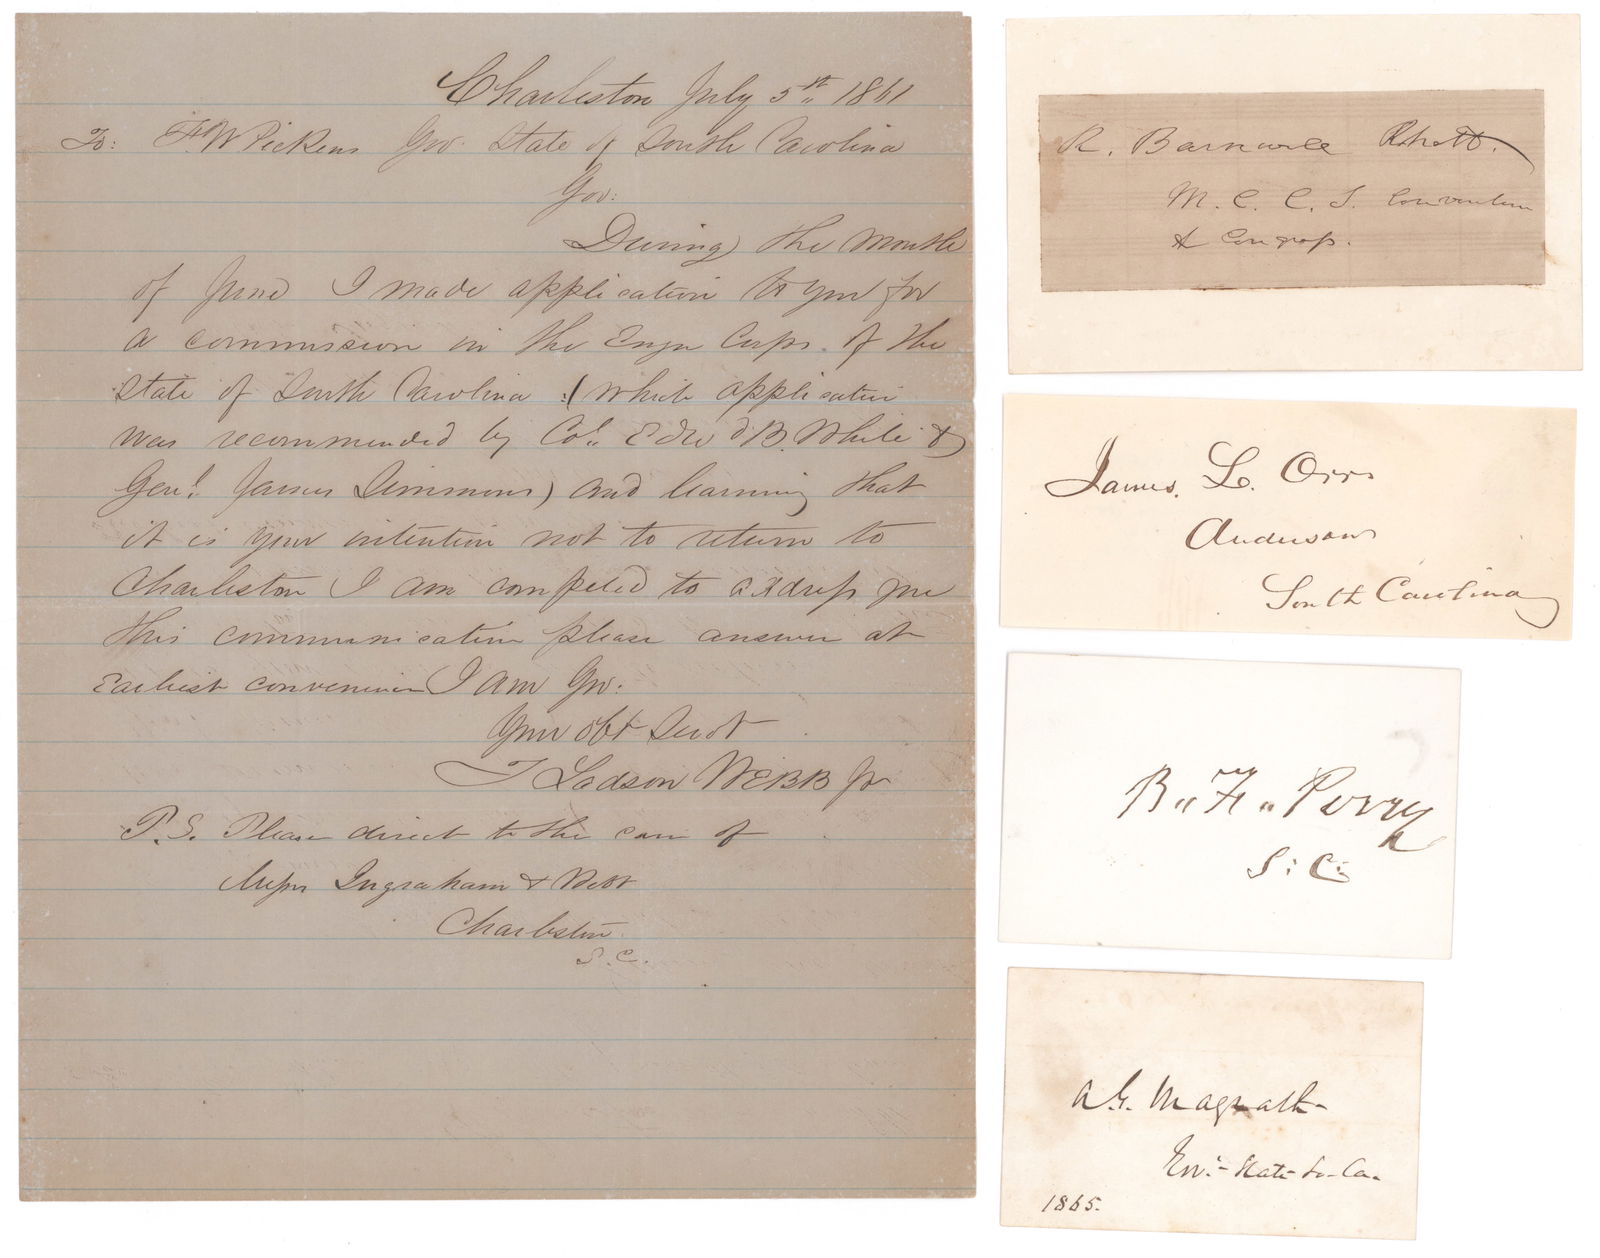 Charleston July 5th 1861
To: F. W Pickens Gov. State of South Carolina
Gov:
During the month
of June I made application to you for
a commission in the Engn Corps. of the
State of South Carolina :(which application
was recommended by Col. Edwd B. White &
Genl. James Simmons) and learning that
it is your intention not to return to
Charleston I am compeled to address you
this communication please answer at
Earliest convenience I am Gov:
Your obt Servt
T Ladson WEBB Jr
P.S. Please direct to the care of
Messrs Ingraham & Webb
Charleston.
S. C.
R. Barnwell Rhett.
M. C. C. S. Convention
& Congress.
James. L. Orr
Anderson
South Carolina
B. F. Perry
S: C:
A G. Magrath
Gov:- State So-Ca.
1865.